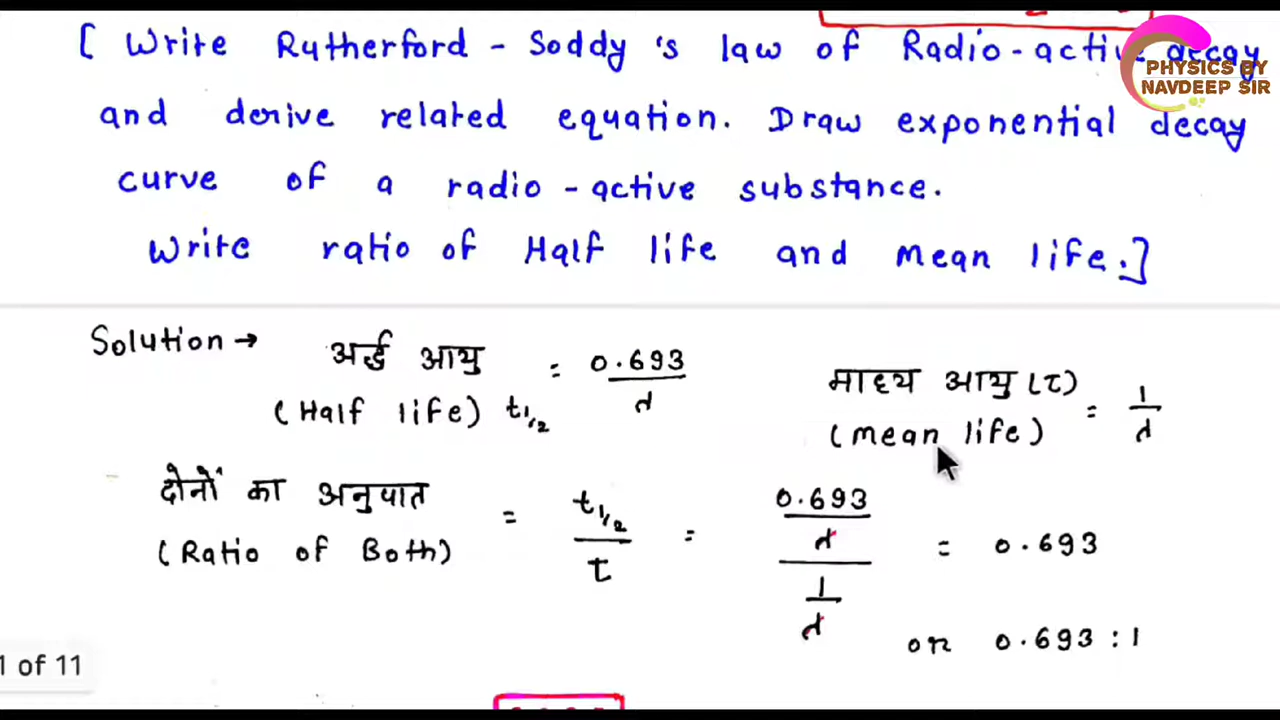 [ Write Rutherford - Soddy 's law of Radio-active decay
PHYSICS BY
NAVDEEP SIR
and derive related equation. Draw exponential decay
curve of a radio-active substance.
Write ratio of Half life and mean life.]
Solution → अर्द्ध आयु = 0.693/λ
(Half life) t1/2
माध्य आयु (τ) = 1/λ
(mean life)
दोनों का अनुपात = t1/2/τ = 0.693/λ / 1/λ = 0.693
(Ratio of Both)
or 0.693 : 1
1 of 11